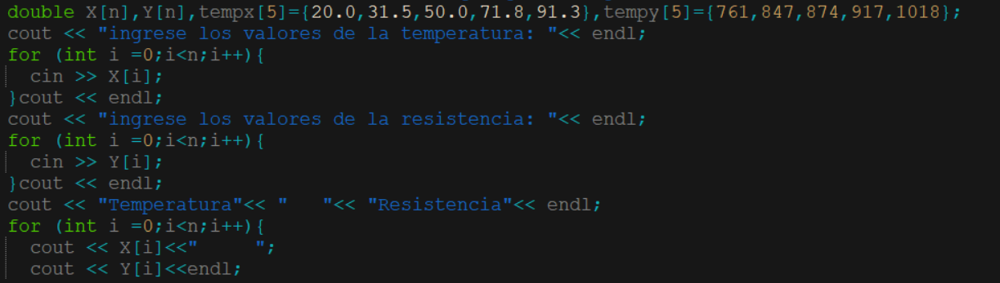 double X[n],Y[n],tempx[5]={20.0,31.5,50.0,71.8,91.3},tempy[5]={761,847,874,917,1018};
cout << "ingrese los valores de la temperatura: "<< endl;
for (int i =0;i<n;i++){
  cin >> X[i];
}cout << endl;
cout << "ingrese los valores de la resistencia: "<< endl;
for (int i =0;i<n;i++){
  cin >> Y[i];
}cout << endl;
cout << "Temperatura"<< "   "<< "Resistencia"<< endl;
for (int i =0;i<n;i++){
  cout << X[i]<<"      ";
  cout << Y[i]<<endl;